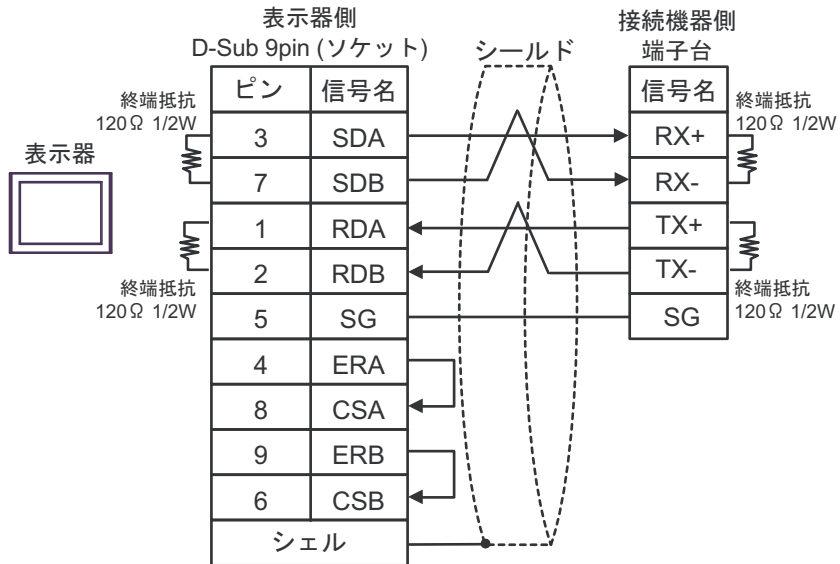 表示器側
D-Sub 9pin (ソケット)
シールド
接続機器側
端子台
ピン 信号名
信号名
終端抵抗
120Ω 1/2W
終端抵抗
120Ω 1/2W
表示器
3 SDA
RX+
7 SDB
RX-
1 RDA
TX+
2 RDB
TX-
終端抵抗
120Ω 1/2W
終端抵抗
120Ω 1/2W
5 SG
SG
4 ERA
8 CSA
9 ERB
6 CSB
シェル